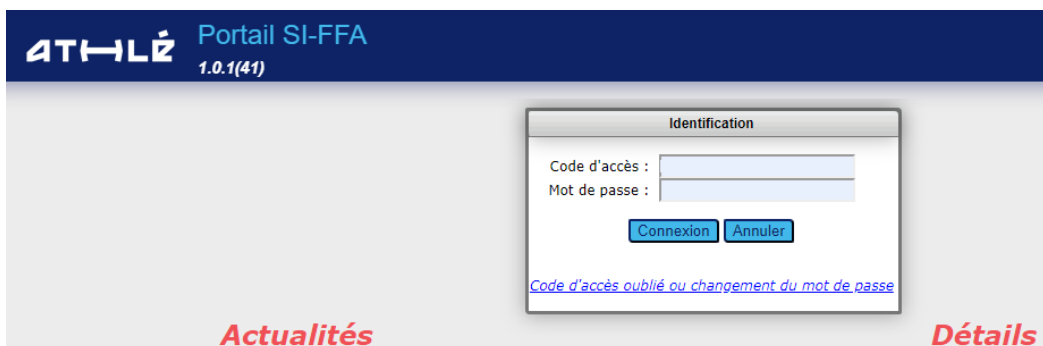 ATHLÉ
Portail SI-FFA
1.0.1(41)
Identification
Code d'accès :
Mot de passe :
Connexion Annuler
Code d'accès oublié ou changement du mot de passe
Actualités Détails